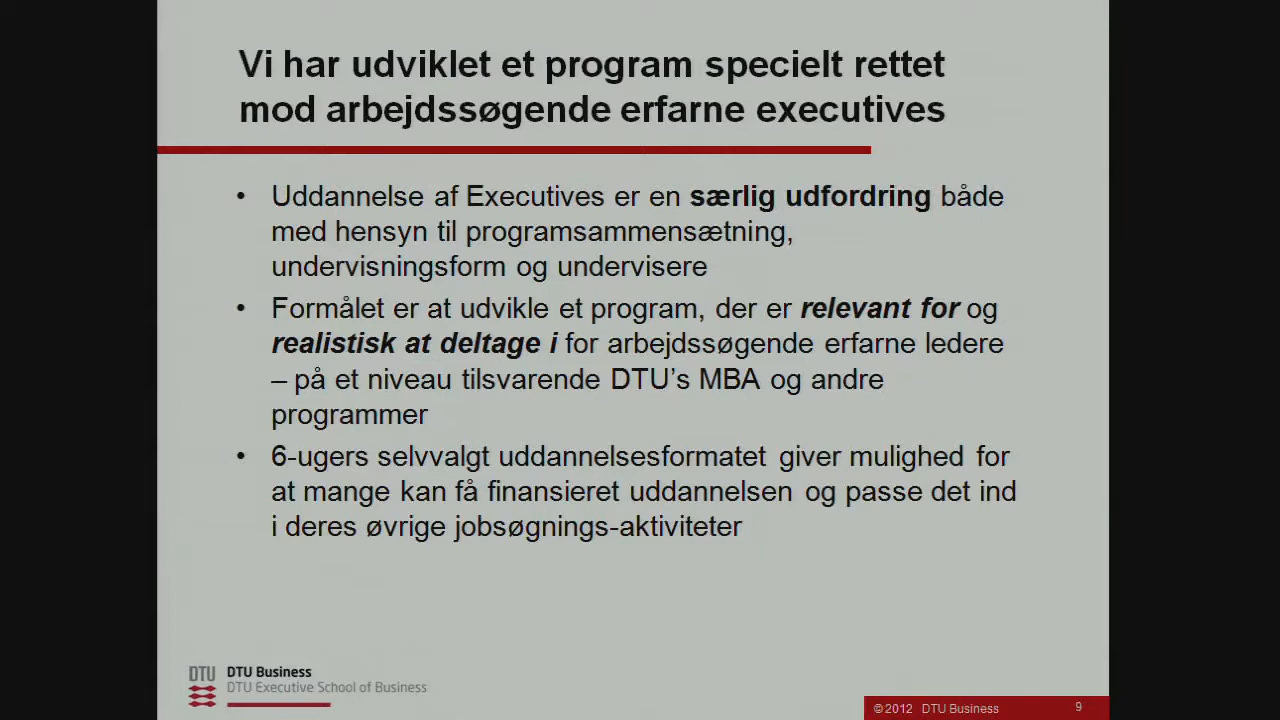 Vi har udviklet et program specielt rettet
mod arbejdssøgende erfarne executives
• Uddannelse af Executives er en særlig udfordring både
med hensyn til programsammensætning,
undervisningsform og undervisere
• Formålet er at udvikle et program, der er relevant for og
realistisk at deltage i for arbejdssøgende erfarne ledere
– på et niveau tilsvarende DTU's MBA og andre
programmer
• 6-ugers selvvalgt uddannelsesformatet giver mulighed for
at mange kan få finansieret uddannelsen og passe det ind
i deres øvrige jobsøgnings-aktiviteter
DTU
DTU Business
DTU Executive School of Business
©2012 DTU Business 9